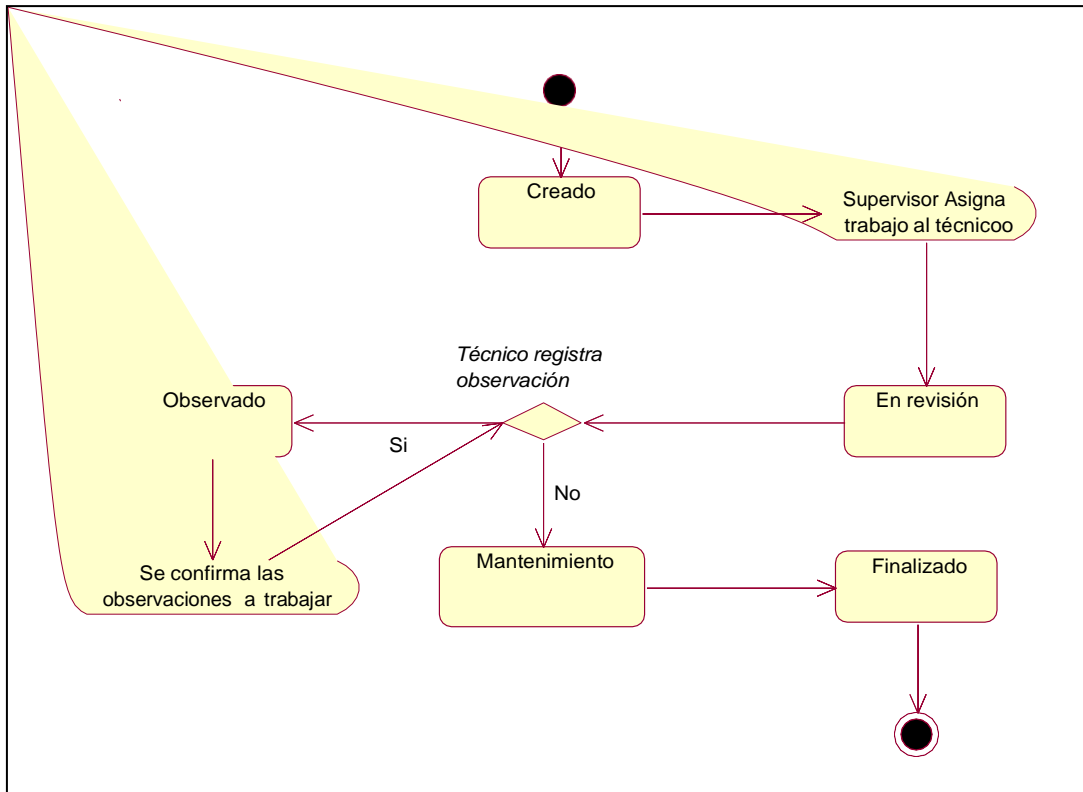 Creado
Supervisor Asigna
trabajo al técnicoo
Técnico registra
observación
Observado
En revisión
Si
No
Se confirma las
observaciones a trabajar
Mantenimiento
Finalizado